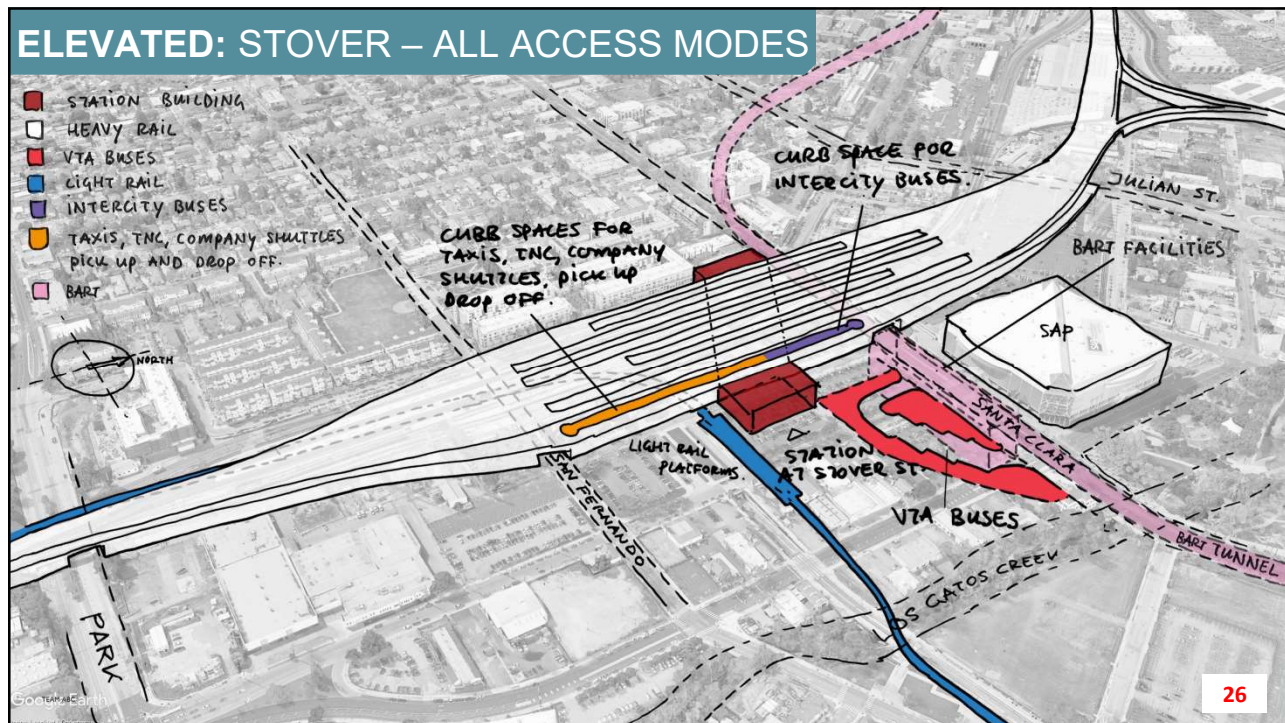 ELEVATED: STOVER – ALL ACCESS MODES
STATION BUILDING
HEAVY RAIL
VTA BUSES
LIGHT RAIL
INTERCITY BUSES
TAXIS, TNC, COMPANY SHUTTLES
PICK UP AND DROP OFF.
BART
NORTH
CURB SPACES FOR
TAXIS, TNC, COMPANY
SHUTTLES, PICK UP
DROP OFF.
CURB SPACE FOR
INTERCITY BUSES.
JULIAN ST.
BART FACILITIES
SAP
SANTA CLARA
LIGHT RAIL
PLATFORMS.
STATION
AT STOVER ST.
VTA BUSES
SAN FERNANDO
BART TUNNEL
OS GATOS CREEK
PARK
Google Earth
TEAM ABC
26